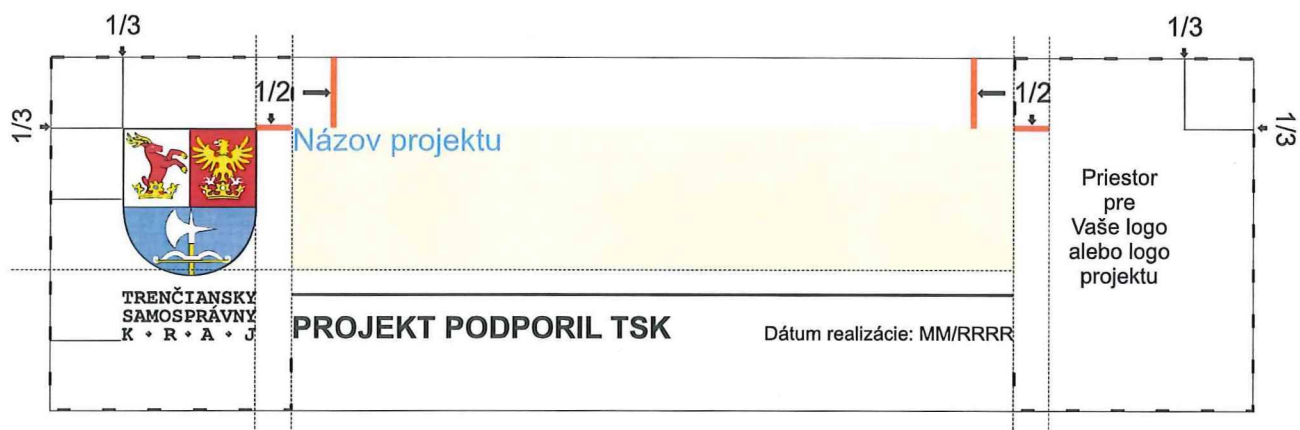 1/3
1/3
1/2
1/2
1/3
1/3
Názov projektu
Priestor
pre
Vaše logo
alebo logo
projektu
TRENČIANSKY
SAMOSPRÁVNY
K • R • A • J
PROJEKT PODPORIL TSK
Dátum realizácie: MM/RRRR